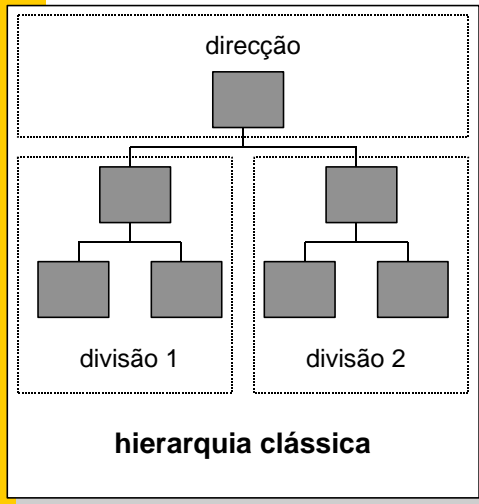 direcção
divisão 1
divisão 2
hierarquia clássica